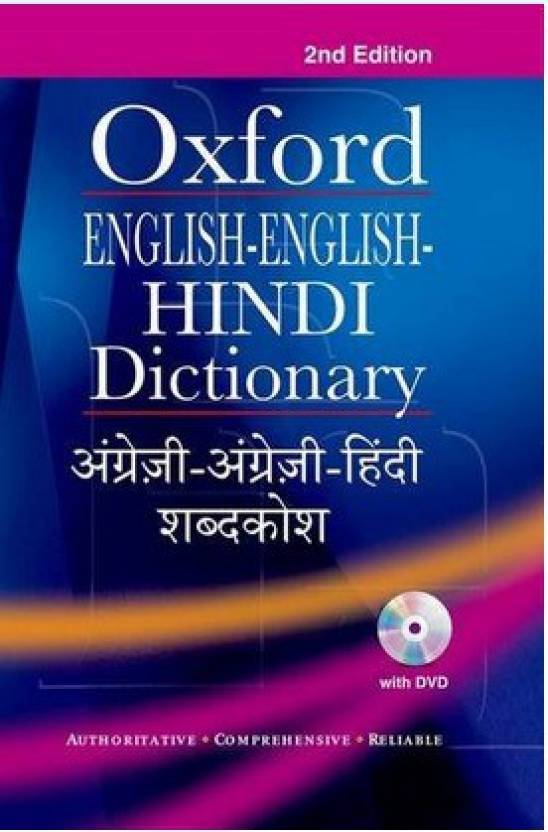 2nd Edition
Oxford
ENGLISH-ENGLISH-
HINDI
Dictionary
अंग्रेज़ी-अंग्रेज़ी-हिंदी
शब्दकोश
with DVD
AUTHORITATIVE • COMPREHENSIVE • RELIABLE